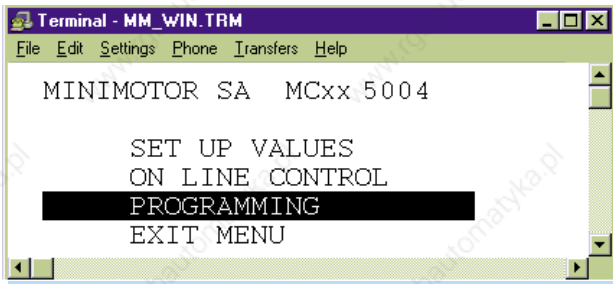 Terminal - MM_WIN.TRM
File Edit Settings Phone Transfers Help
MINIMOTOR SA MCxx 5004
SET UP VALUES
ON LINE CONTROL
PROGRAMMING
EXIT MENU